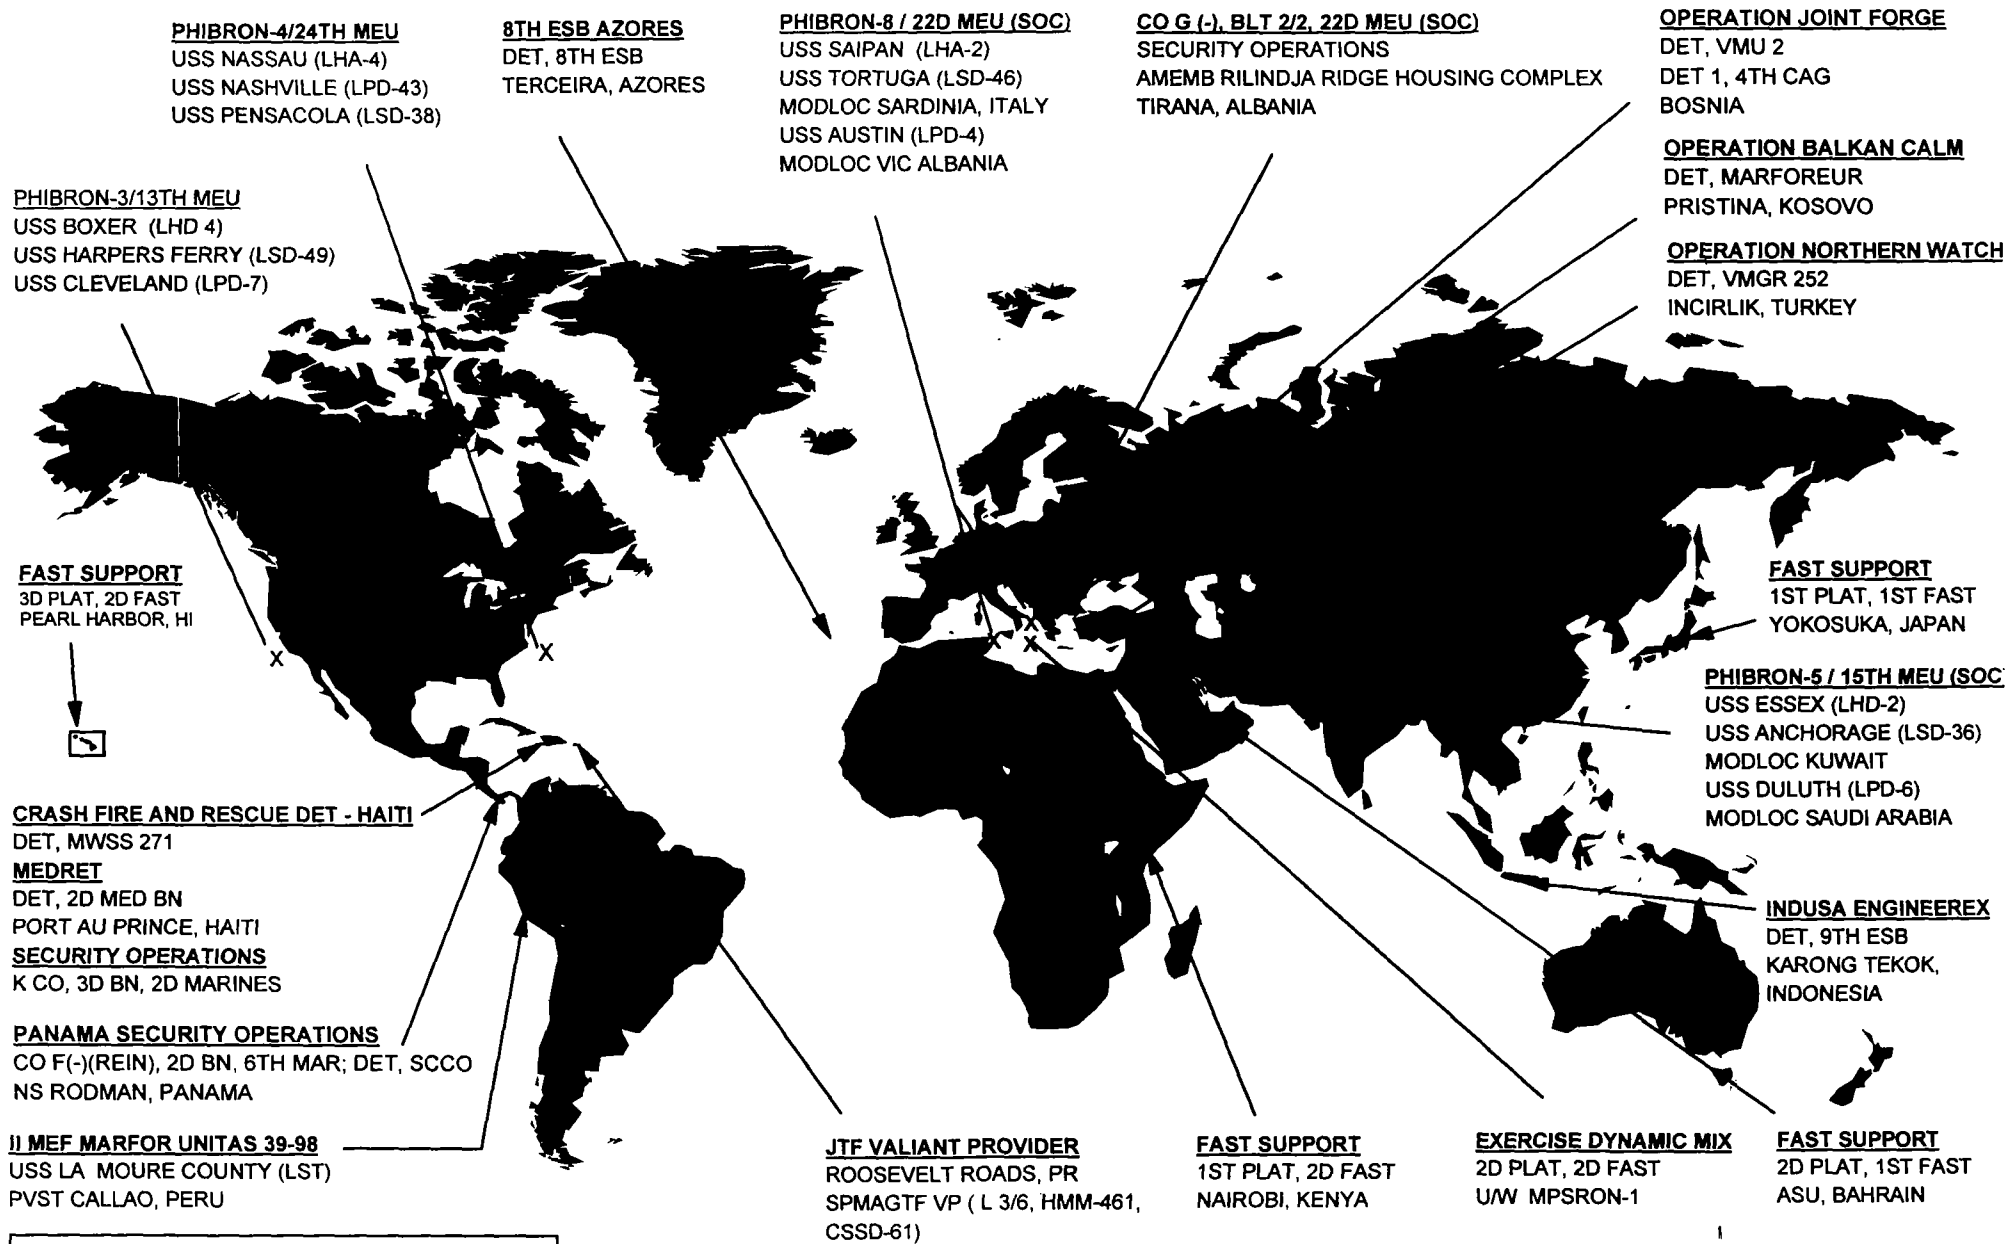 PHIBRON-4/24TH MEU
USS NASSAU (LHA-4)
USS NASHVILLE (LPD-43)
USS PENSACOLA (LSD-38)
8TH ESB AZORES
DET, 8TH ESB
TERCEIRA, AZORES
PHIBRON-8 / 22D MEU (SOC)
USS SAIPAN (LHA-2)
USS TORTUGA (LSD-46)
MODLOC SARDINIA, ITALY
USS AUSTIN (LPD-4)
MODLOC VIC ALBANIA
CO G (-), BLT 2/2, 22D MEU (SOC)
SECURITY OPERATIONS
AMEMB RILINDJA RIDGE HOUSING COMPLEX
TIRANA, ALBANIA
OPERATION JOINT FORGE
DET, VMU 2
DET 1, 4TH CAG
BOSNIA
OPERATION BALKAN CALM
DET, MARFOREUR
PRISTINA, KOSOVO
OPERATION NORTHERN WATCH
DET, VMGR 252
INCIRLIK, TURKEY
PHIBRON-3/13TH MEU
USS BOXER (LHD 4)
USS HARPERS FERRY (LSD-49)
USS CLEVELAND (LPD-7)
FAST SUPPORT
3D PLAT, 2D FAST
PEARL HARBOR, HI
X
X
X
X
X
FAST SUPPORT
1ST PLAT, 1ST FAST
YOKOSUKA, JAPAN
PHIBRON-5 / 15TH MEU (SOC
USS ESSEX (LHD-2)
USS ANCHORAGE (LSD-36)
MODLOC KUWAIT
USS DULUTH (LPD-6)
MODLOC SAUDI ARABIA
CRASH FIRE AND RESCUE DET - HAITI
DET, MWSS 271
MEDRET
DET, 2D MED BN
PORT AU PRINCE, HAITI
SECURITY OPERATIONS
K CO, 3D BN, 2D MARINES
INDUSA ENGINEEREX
DET, 9TH ESB
KARONG TEKOK,
INDONESIA
PANAMA SECURITY OPERATIONS
CO F(-)(REIN), 2D BN, 6TH MAR; DET, SCCO
NS RODMAN, PANAMA
II MEF MARFOR UNITAS 39-98
USS LA MOURE COUNTY (LST)
PVST CALLAO, PERU
JTF VALIANT PROVIDER
ROOSEVELT ROADS, PR
SPMAGTF VP ( L 3/6, HMM-461,
CSSD-61)
FAST SUPPORT
1ST PLAT, 2D FAST
NAIROBI, KENYA
EXERCISE DYNAMIC MIX
2D PLAT, 2D FAST
U/W MPSRON-1
FAST SUPPORT
2D PLAT, 1ST FAST
ASU, BAHRAIN